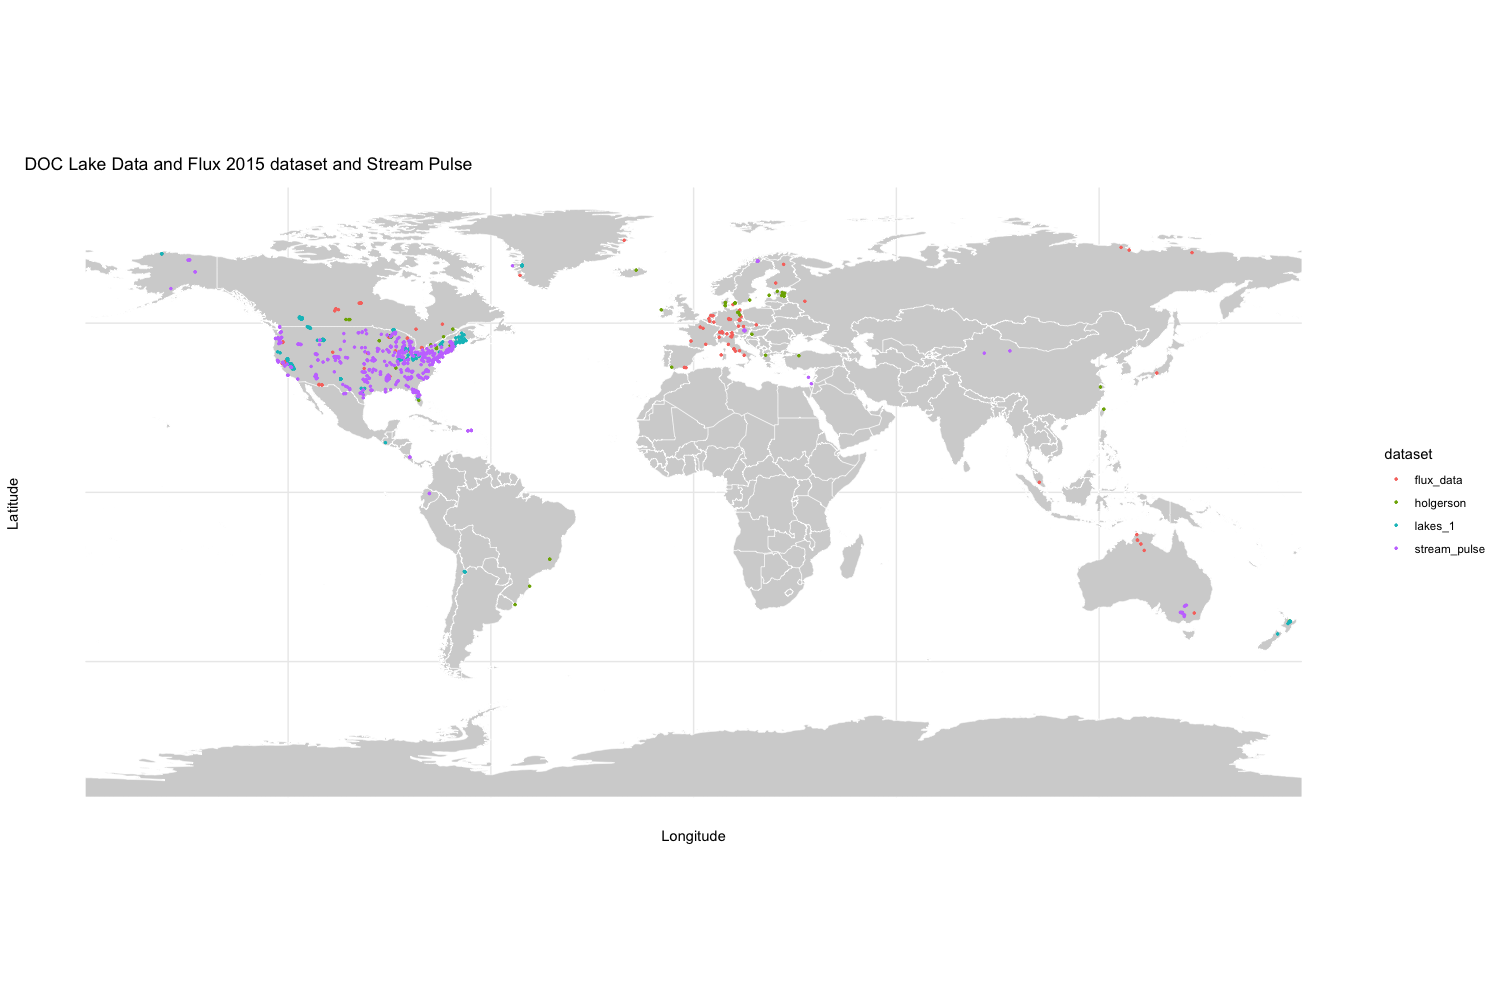 DOC Lake Data and Flux 2015 dataset and Stream Pulse
Latitude
Longitude
dataset
flux_data
holgerson
lakes_1
stream_pulse